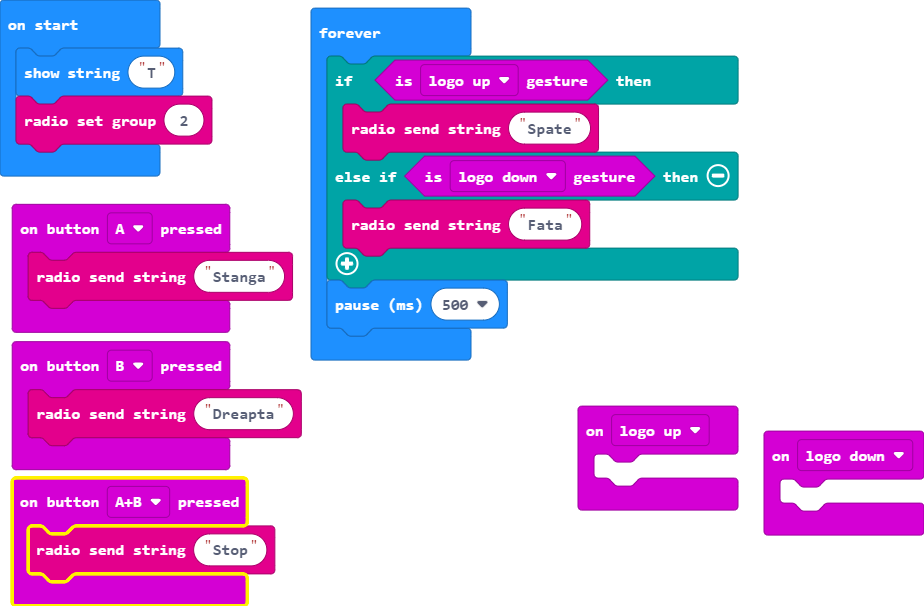 on start
show string "T"
radio set group 2
on button A pressed
radio send string "Stanga"
on button B pressed
radio send string "Dreapta"
on button A+B pressed
radio send string "Stop"
forever
if is logo up gesture then
radio send string "Spate"
else if is logo down gesture then
radio send string "Fata"
pause (ms) 500
on logo up
on logo down